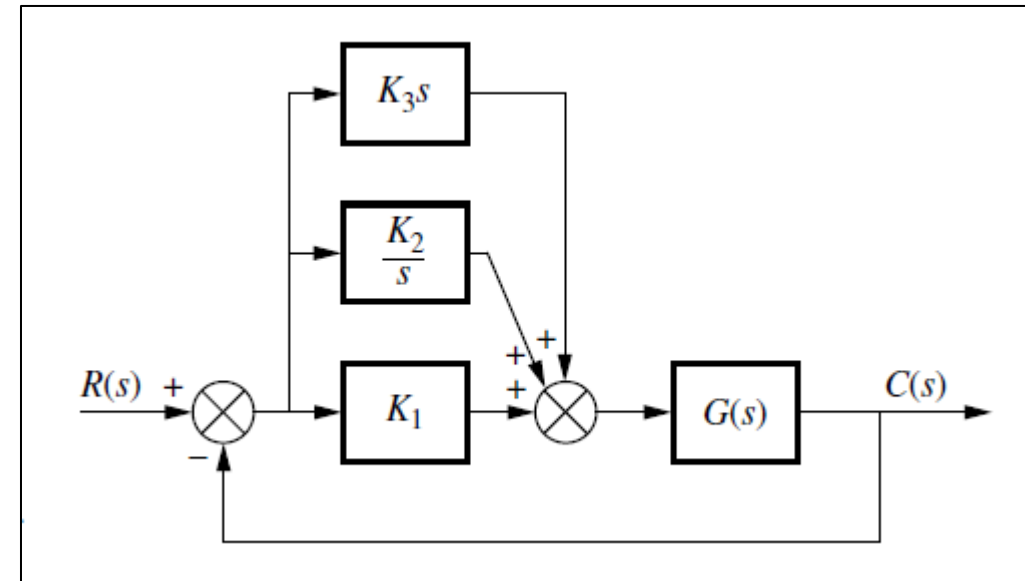 K₃s
K₂
s
+
+
R(s) + + K₁ G(s) C(s)
−